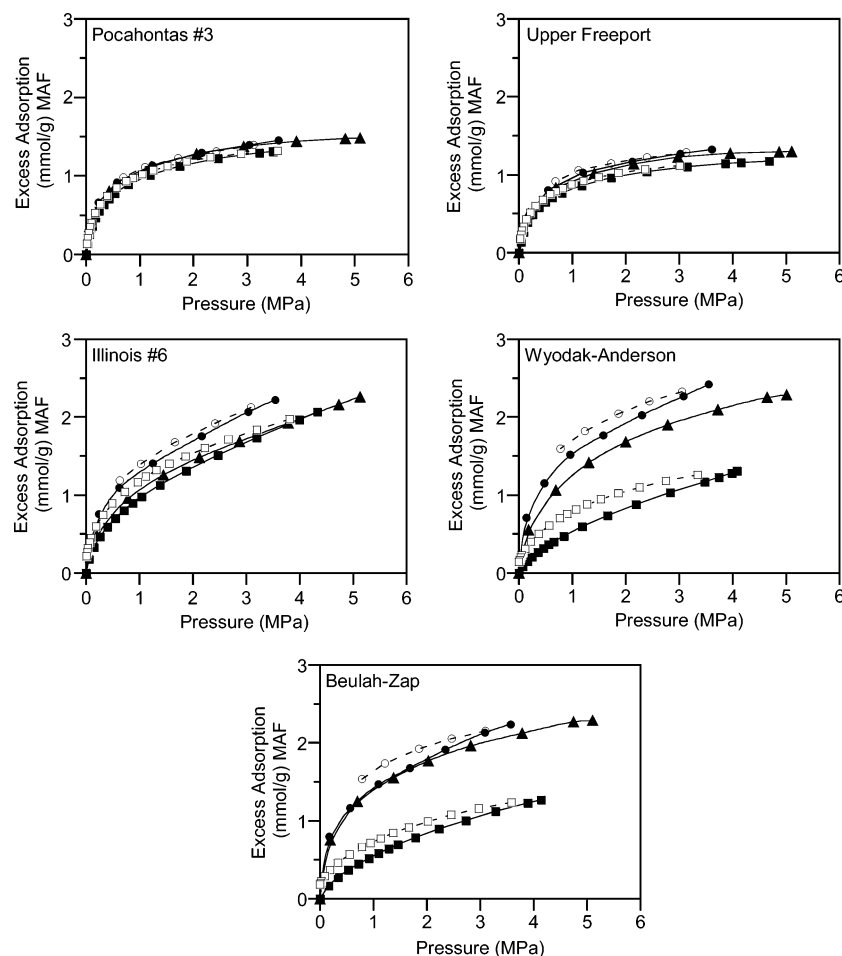 Pocahontas #3
3
2
1
0
0 1 2 3 4 5 6
Excess Adsorption
(mmol/g) MAF
Pressure (MPa)
Upper Freeport
3
2
1
0
0 1 2 3 4 5 6
Excess Adsorption
(mmol/g) MAF
Pressure (MPa)
Illinois #6
3
2
1
0
0 1 2 3 4 5 6
Excess Adsorption
(mmol/g) MAF
Pressure (MPa)
Wyodak-Anderson
3
2
1
0
0 1 2 3 4 5 6
Excess Adsorption
(mmol/g) MAF
Pressure (MPa)
Beulah-Zap
3
2
1
0
0 1 2 3 4 5 6
Excess Adsorption
(mmol/g) MAF
Pressure (MPa)